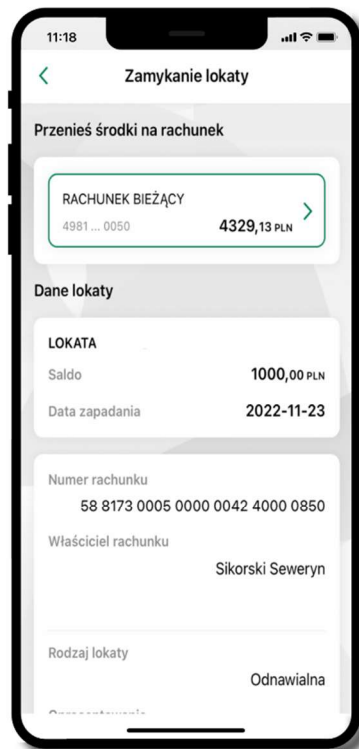 11:18
Zamykanie lokaty
Przenieś środki na rachunek
RACHUNEK BIEŻĄCY
4981 ... 0050 4329,13 PLN
Dane lokaty
LOKATA
Saldo 1000,00 PLN
Data zapadania 2022-11-23
Numer rachunku
58 8173 0005 0000 0042 4000 0850
Właściciel rachunku
Sikorski Seweryn
Rodzaj lokaty
Odnawialna